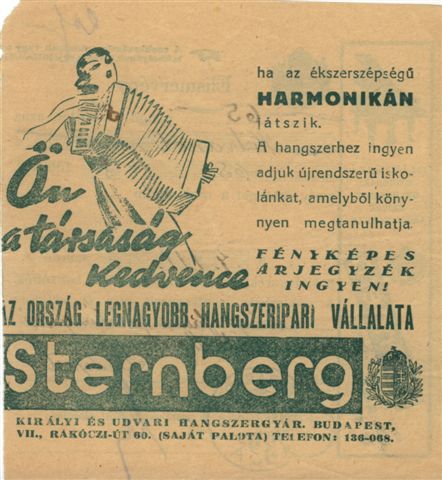 Ön
a társaság
kedvence
ha az ékszerszépségű
HARMONIKÁN
játszik.
A hangszerhez ingyen
adjuk újrendszerű isko-
lánkat, amelyből köny-
nyen megtanulhatja
FÉNYKÉPES
ÁRJEGYZÉK
INGYEN!
AZ ORSZÁG LEGNAGYOBB HANGSZERIPARI VÁLLALATA
Sternberg
KIRÁLYI ÉS UDVARI HANGSZERGYÁR. BUDAPEST,
VII., RÁKÓCZI-ÚT 60. (SAJÁT PALOTA) TELEFON: 136-068.